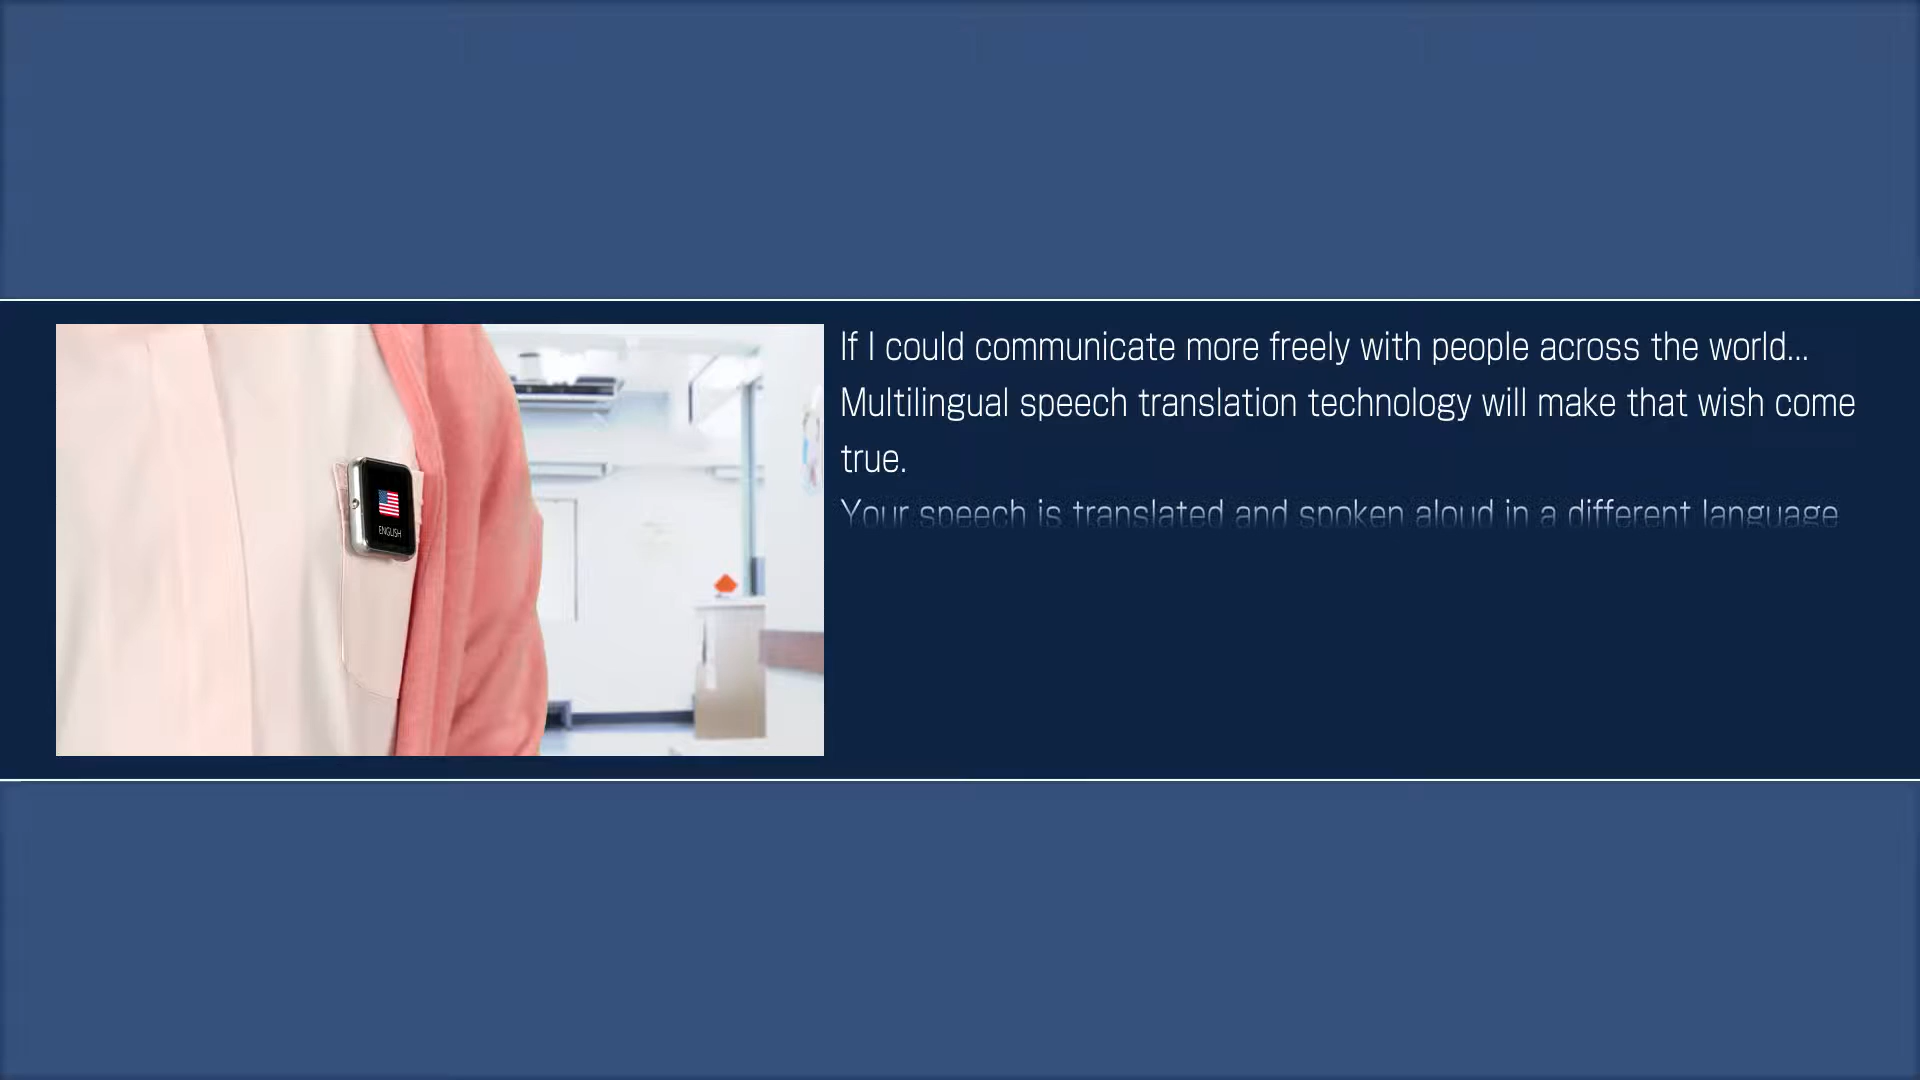 If I could communicate more freely with people across the world...
Multilingual speech translation technology will make that wish come
true.
Your speech is translated and spoken aloud in a different language
ENGLISH